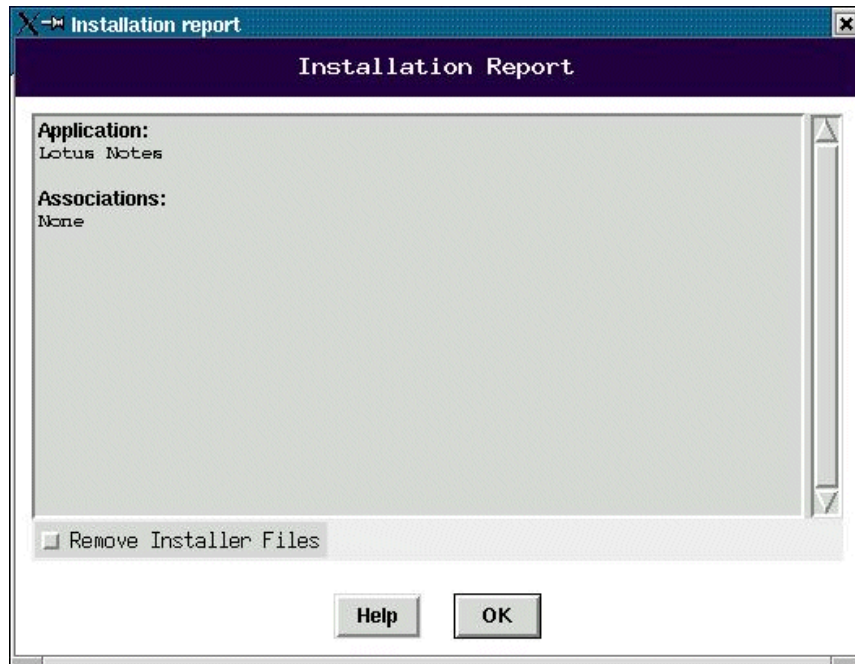 Installation report
Installation Report
Application:
Lotus Notes
Associations:
None
Remove Installer Files
Help
OK